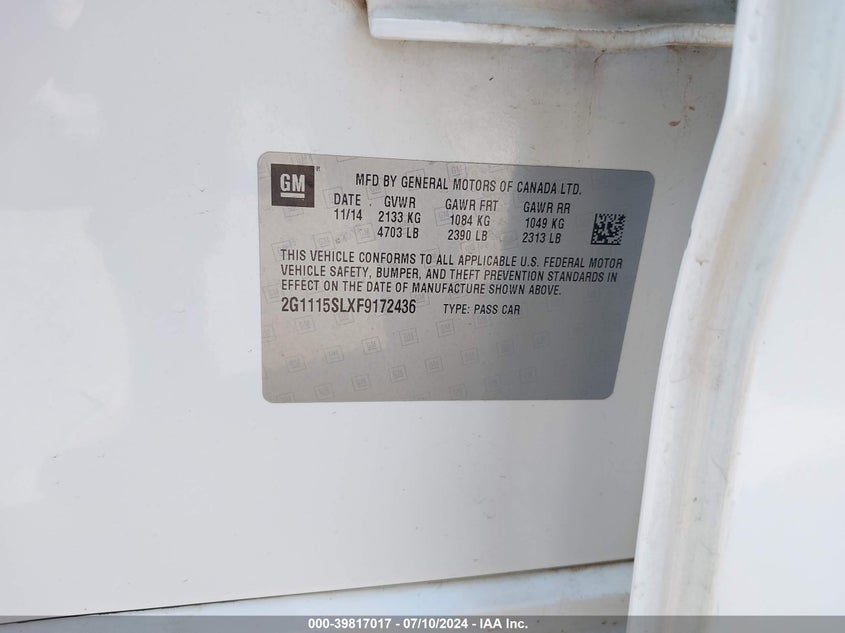 GM
MFD BY GENERAL MOTORS OF CANADA LTD.
DATE GVWR GAWR FRT GAWR RR
11/14 2133 KG 1084 KG 1049 KG
4703 LB 2390 LB 2313 LB
THIS VEHICLE CONFORMS TO ALL APPLICABLE U.S. FEDERAL MOTOR
VEHICLE SAFETY, BUMPER, AND THEFT PREVENTION STANDARDS IN
EFFECT ON THE DATE OF MANUFACTURE SHOWN ABOVE.
2G1115SLXF9172436 TYPE: PASS CAR
000-39817017 - 07/10/2024 - IAA Inc.